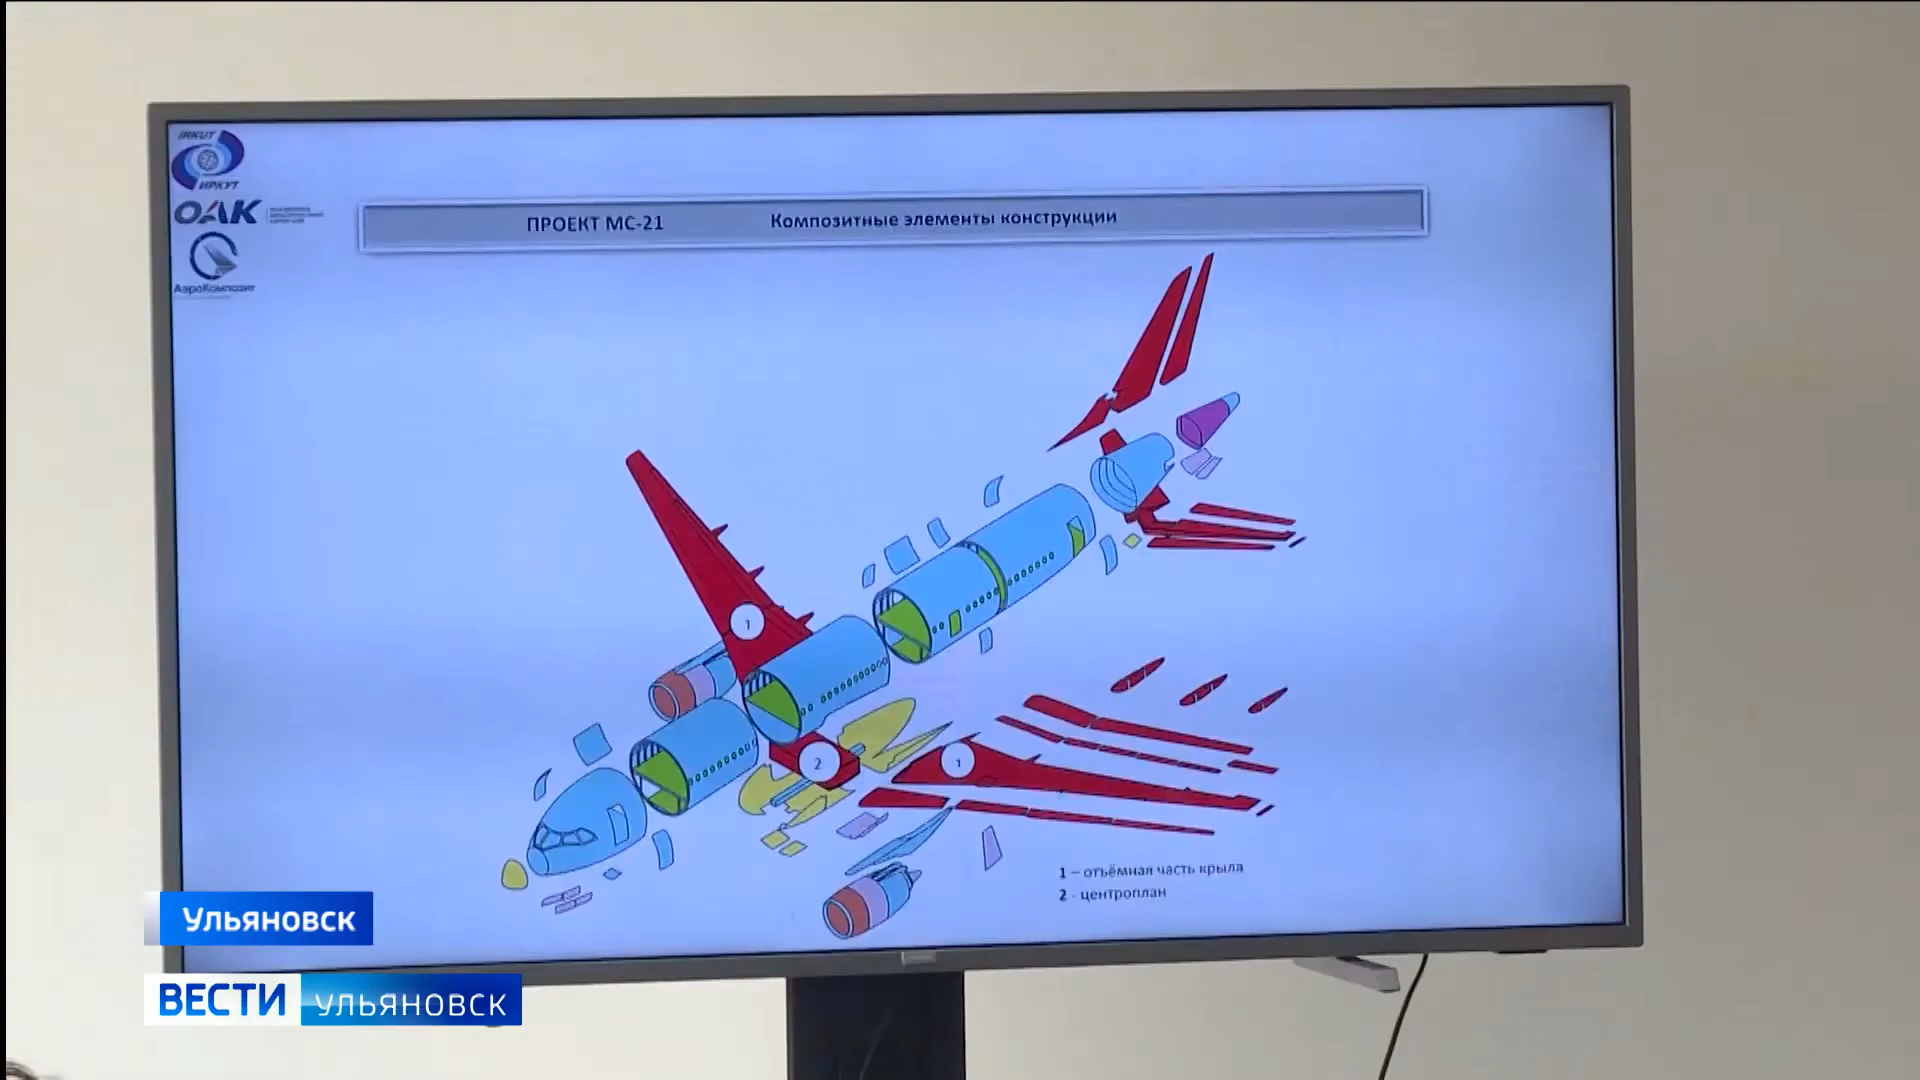 IRKUT
ИРКУТ
ОАК
АэроКомпозит
ПРОЕКТ МС-21 Композитные элементы конструкции
1
2
1
1 – отъёмная часть крыла
2 - центроплан
Ульяновск
ВЕСТИ УЛЬЯНОВСК